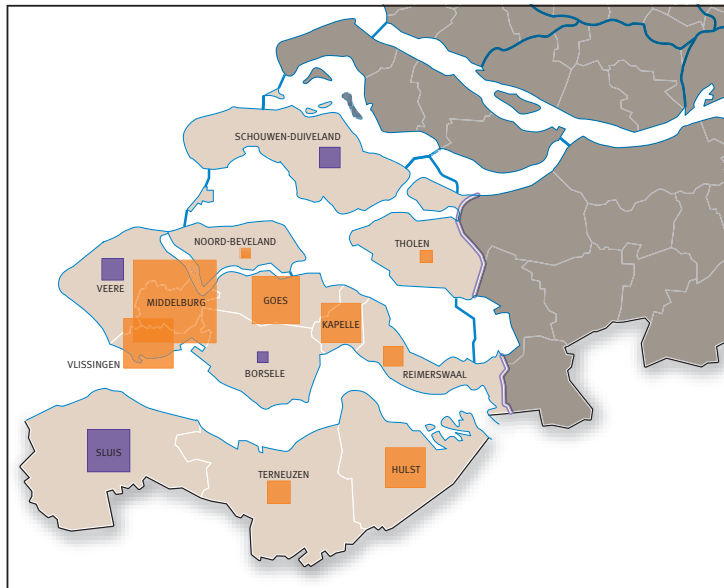 SCHOUWEN-DUIVELAND
NOORD-BEVELAND
THOLEN
VEERE
MIDDELBURG
GOES
KAPELLE
VLISSINGEN
BORSELE
REIMERSWAAL
SLUIS
TERNEUZEN
HULST